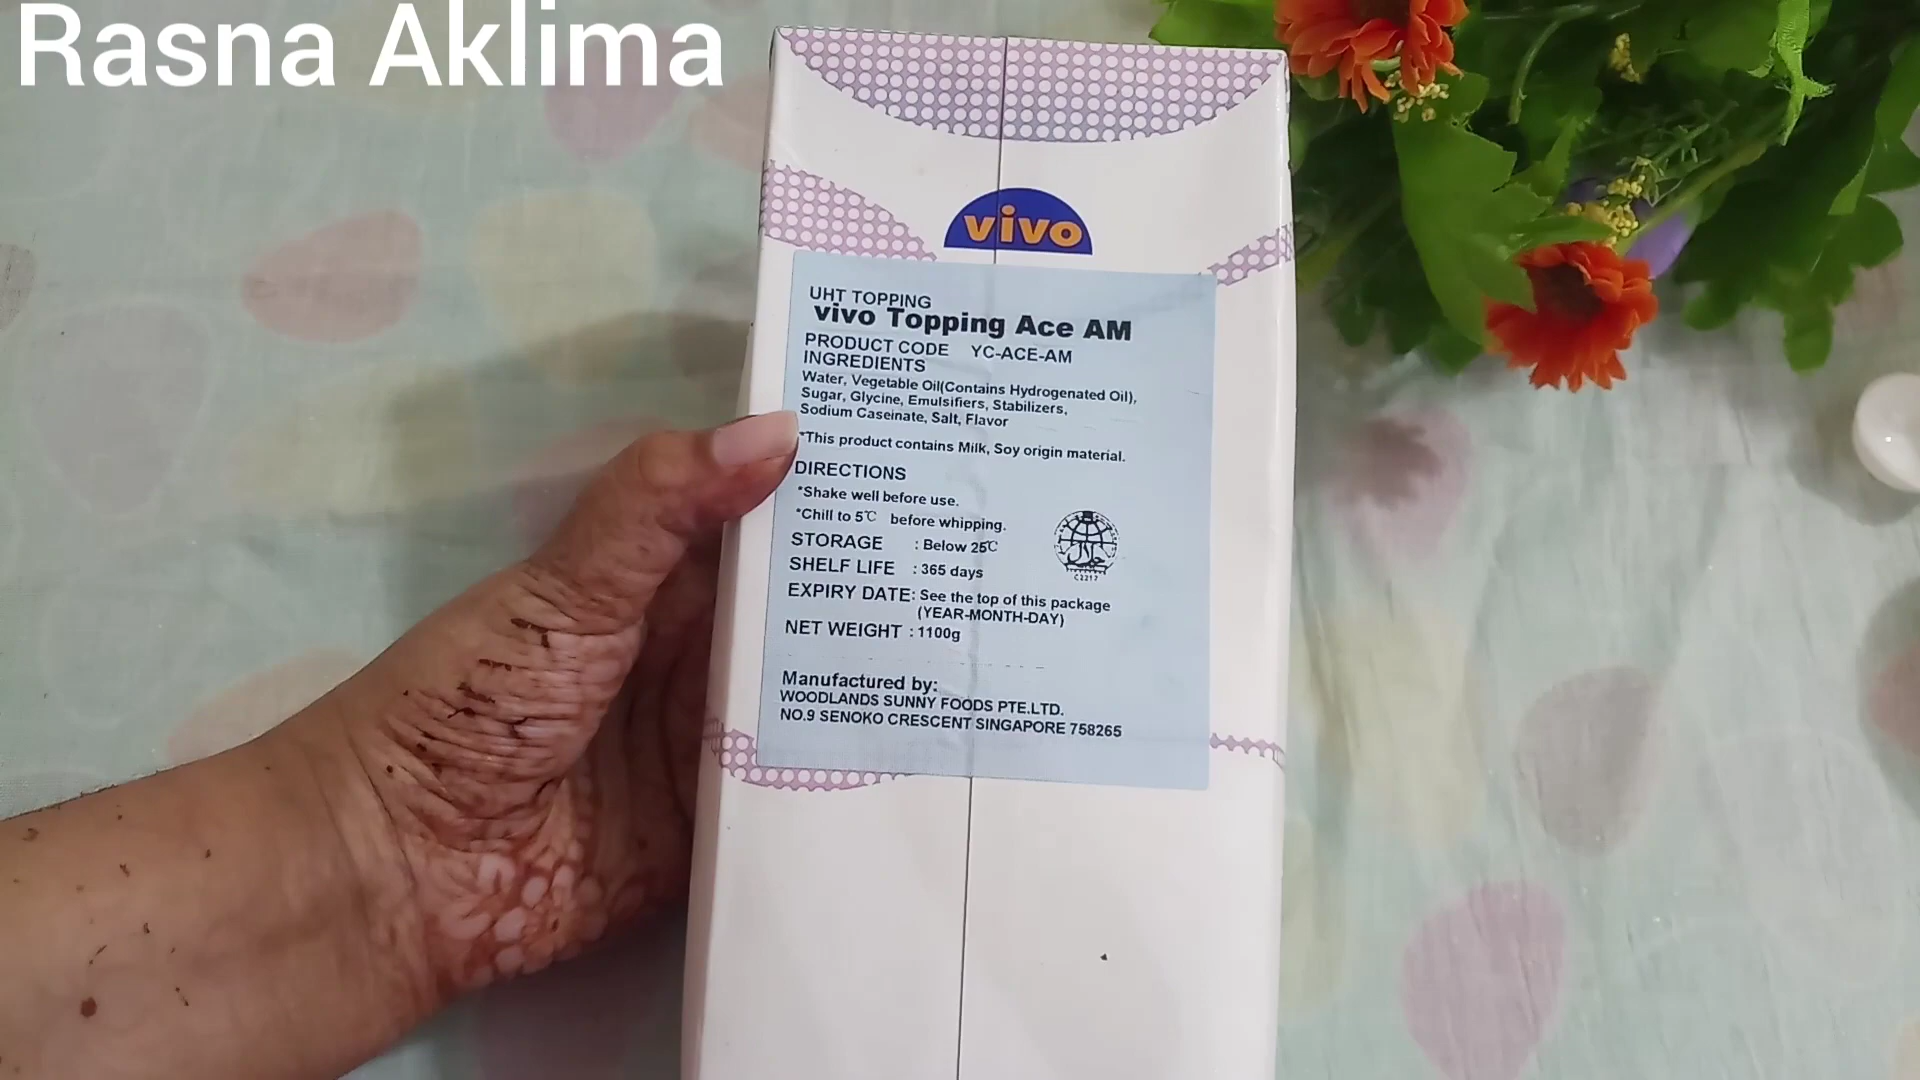 Rasna Aklima
vivo
UHT TOPPING
vivo Topping Ace AM
PRODUCT CODE YC-ACE-AM
INGREDIENTS
Water, Vegetable Oil(Contains Hydrogenated Oil),
Sugar, Glycine, Emulsifiers, Stabilizers,
Sodium Caseinate, Salt, Flavor
*This product contains Milk, Soy origin material.
DIRECTIONS
*Shake well before use.
*Chill to 5℃ before whipping.
STORAGE : Below 25℃
SHELF LIFE : 365 days
EXPIRY DATE: See the top of this package
(YEAR-MONTH-DAY)
NET WEIGHT : 1100g
حلال
C2217
Manufactured by:
WOODLANDS SUNNY FOODS PTE.LTD.
NO.9 SENOKO CRESCENT SINGAPORE 758265